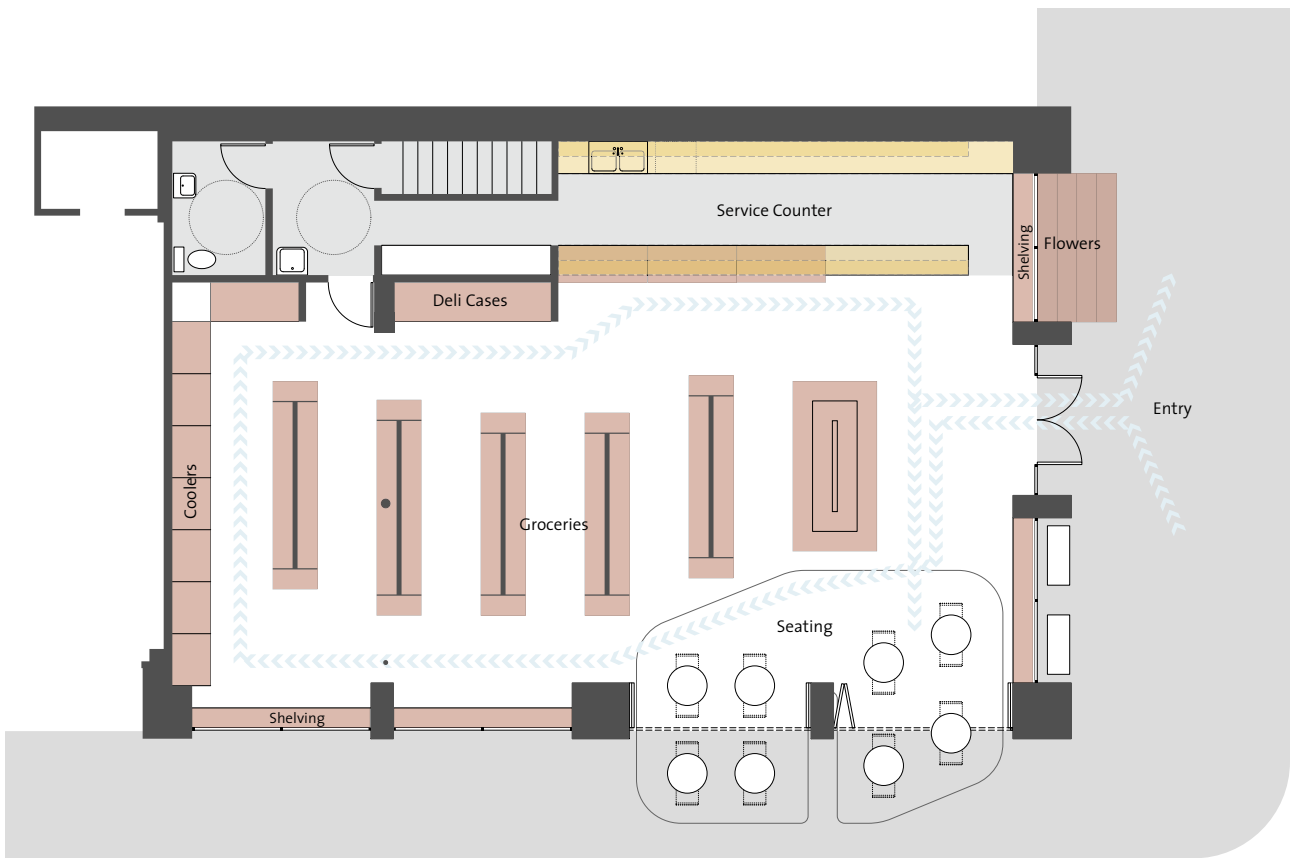 Service Counter
Shelving
Flowers
Deli Cases
Entry
Coolers
Groceries
Seating
Shelving